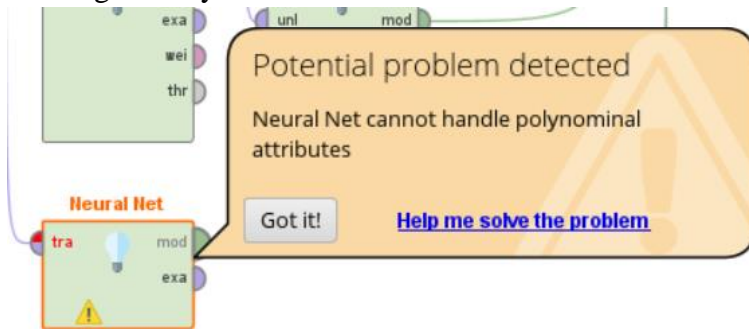 exa
wei
thr
unl mod
Potential problem detected
Neural Net cannot handle polynominal
attributes
Got it! Help me solve the problem
Neural Net
tra mod
exa